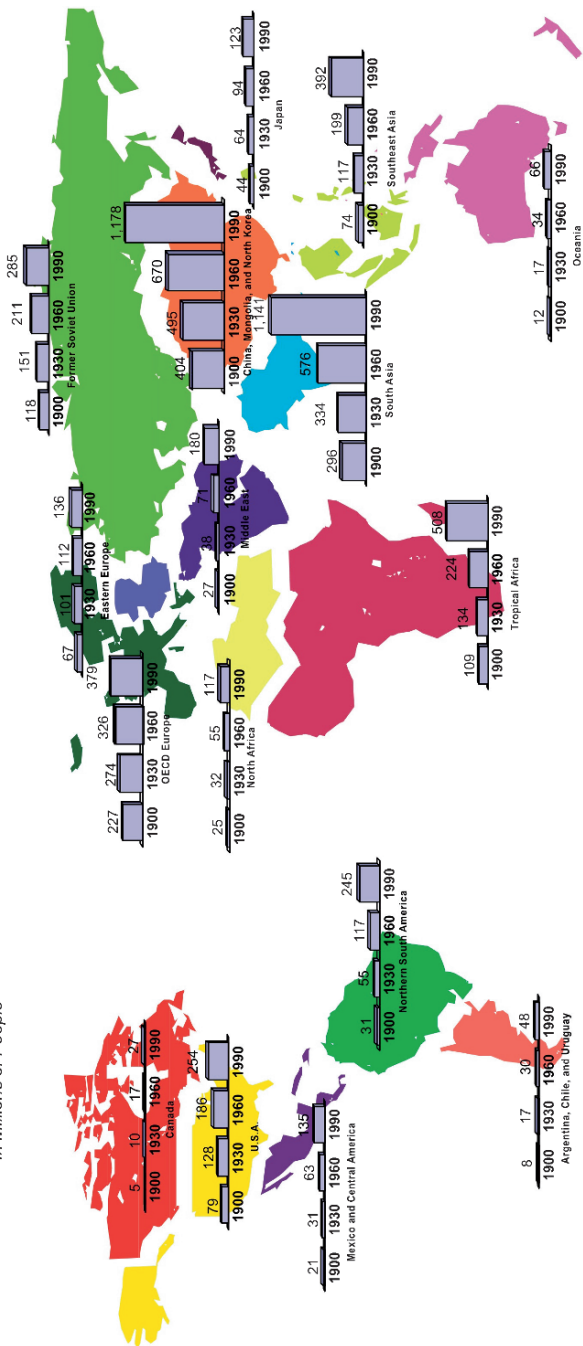 in Millions of People
5 10 17 27
1900 1930 1960 1990
Canada
79 128 186 254
1900 1930 1960 1990
U.S.A.
21 31 63 135
1900 1930 1960 1990
Mexico and Central America
31 55 117 245
1900 1930 1960 1990
Northern South America
8 17 30 48
1900 1930 1960 1990
Argentina, Chile, and Uruguay
227 274 326 379
1900 1930 1960 1990
OECD Europe
67 101 112 136
1900 1930 1960 1990
Eastern Europe
118 151 211 285
1900 1930 1960 1990
Former Soviet Union
25 32 55 117
1900 1930 1960 1990
North Africa
27 38 71 180
1900 1930 1960 1990
Middle East
404 495 670 1,178
1900 1930 1960 1990
China, Mongolia, and North Korea
44 64 94 123
1900 1930 1960 1990
Japan
109 134 224 508
1900 1930 1960 1990
Tropical Africa
296 334 576 1,141
1900 1930 1960 1990
South Asia
74 117 199 392
1900 1930 1960 1990
Southeast Asia
12 17 34 66
1900 1930 1960 1990
Oceania